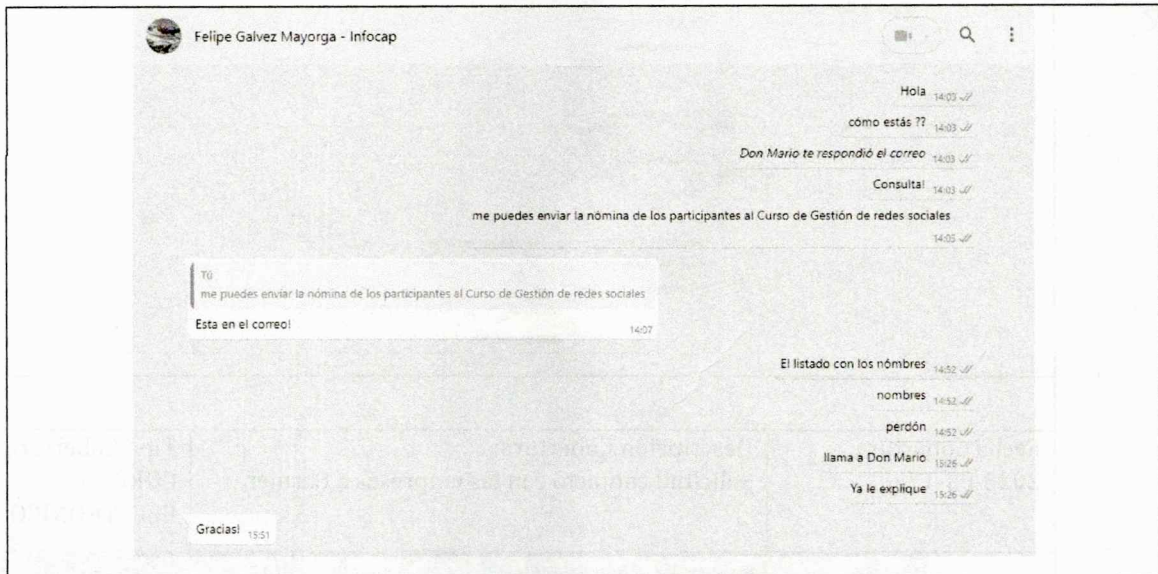 Felipe Galvez Mayorga - Infocap
Hola 14:03
cómo estás ?? 14:03
Don Mario te respondió el correo 14:03
Consulta! 14:03
me puedes enviar la nómina de los participantes al Curso de Gestión de redes sociales
14:05
Tú
me puedes enviar la nómina de los participantes al Curso de Gestión de redes sociales
Esta en el correo! 14:07
El listado con los nómbres 14:52
nombres 14:52
perdón 14:52
llama a Don Mario 15:26
Ya le explique 15:26
Gracias! 15:51